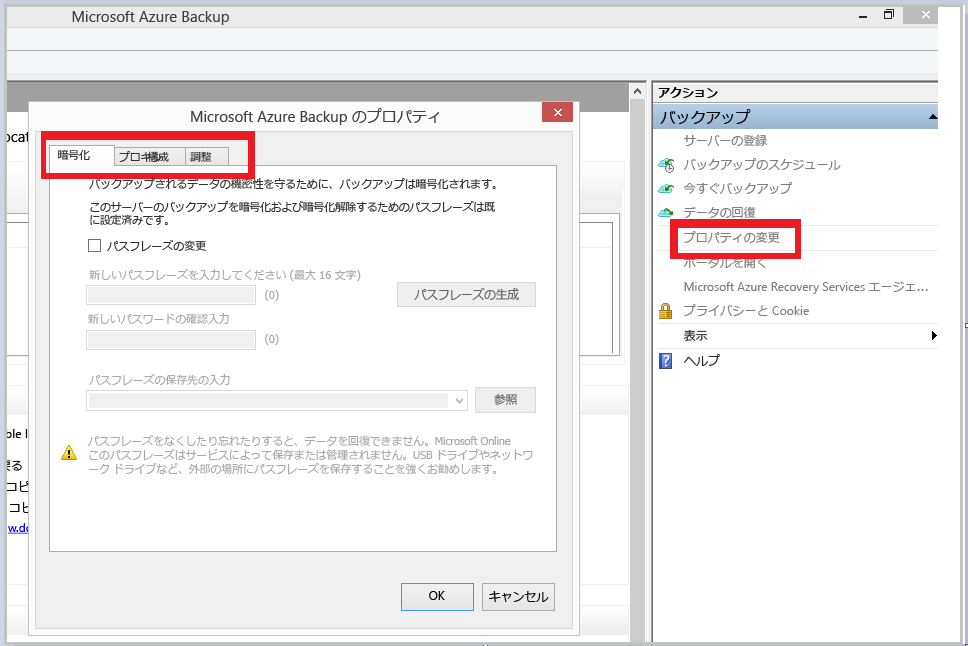 Microsoft Azure Backup
Microsoft Azure Backup のプロパティ
暗号化
調整
バックアップされるデータの機密性を守るために、バックアップは暗号化されます。
このサーバーのバックアップを暗号化および暗号化解除するためのパスフレーズは既
に設定済みです。
パスフレーズの変更
新しいパスフレーズを入力してください (最大 16 文字)
(0)
パスフレーズの生成
新しいパスワードの確認入力
(0)
パスフレーズの保存先の入力
参照
パスフレーズをなくしたり忘れたりすると、データを回復できません。Microsoft Online
このパスフレーズはサービスによって保存または管理されません。USB ドライブやネットワ
ーク ドライブなど、外部の場所にパスフレーズを保存することを強くお勧めします。
OK
キャンセル
アクション
バックアップ
サーバーの登録
バックアップのスケジュール
今すぐバックアップ
データの回復
プロパティの変更
ポータルを開く
Microsoft Azure Recovery Services エージェ...
プライバシーと Cookie
表示
ヘルプ